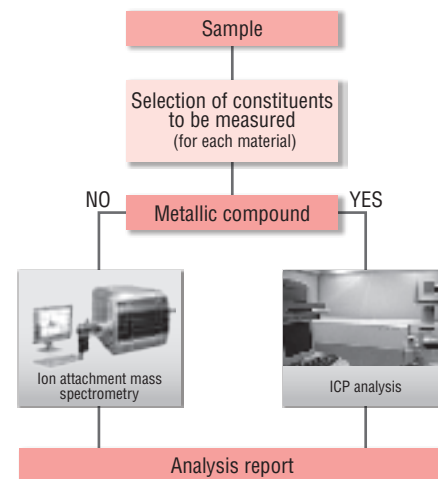 Sample
Selection of constituents
to be measured
(for each material)
NO
YES
Metallic compound
Ion attachment mass
spectrometry
ICP analysis
Analysis report